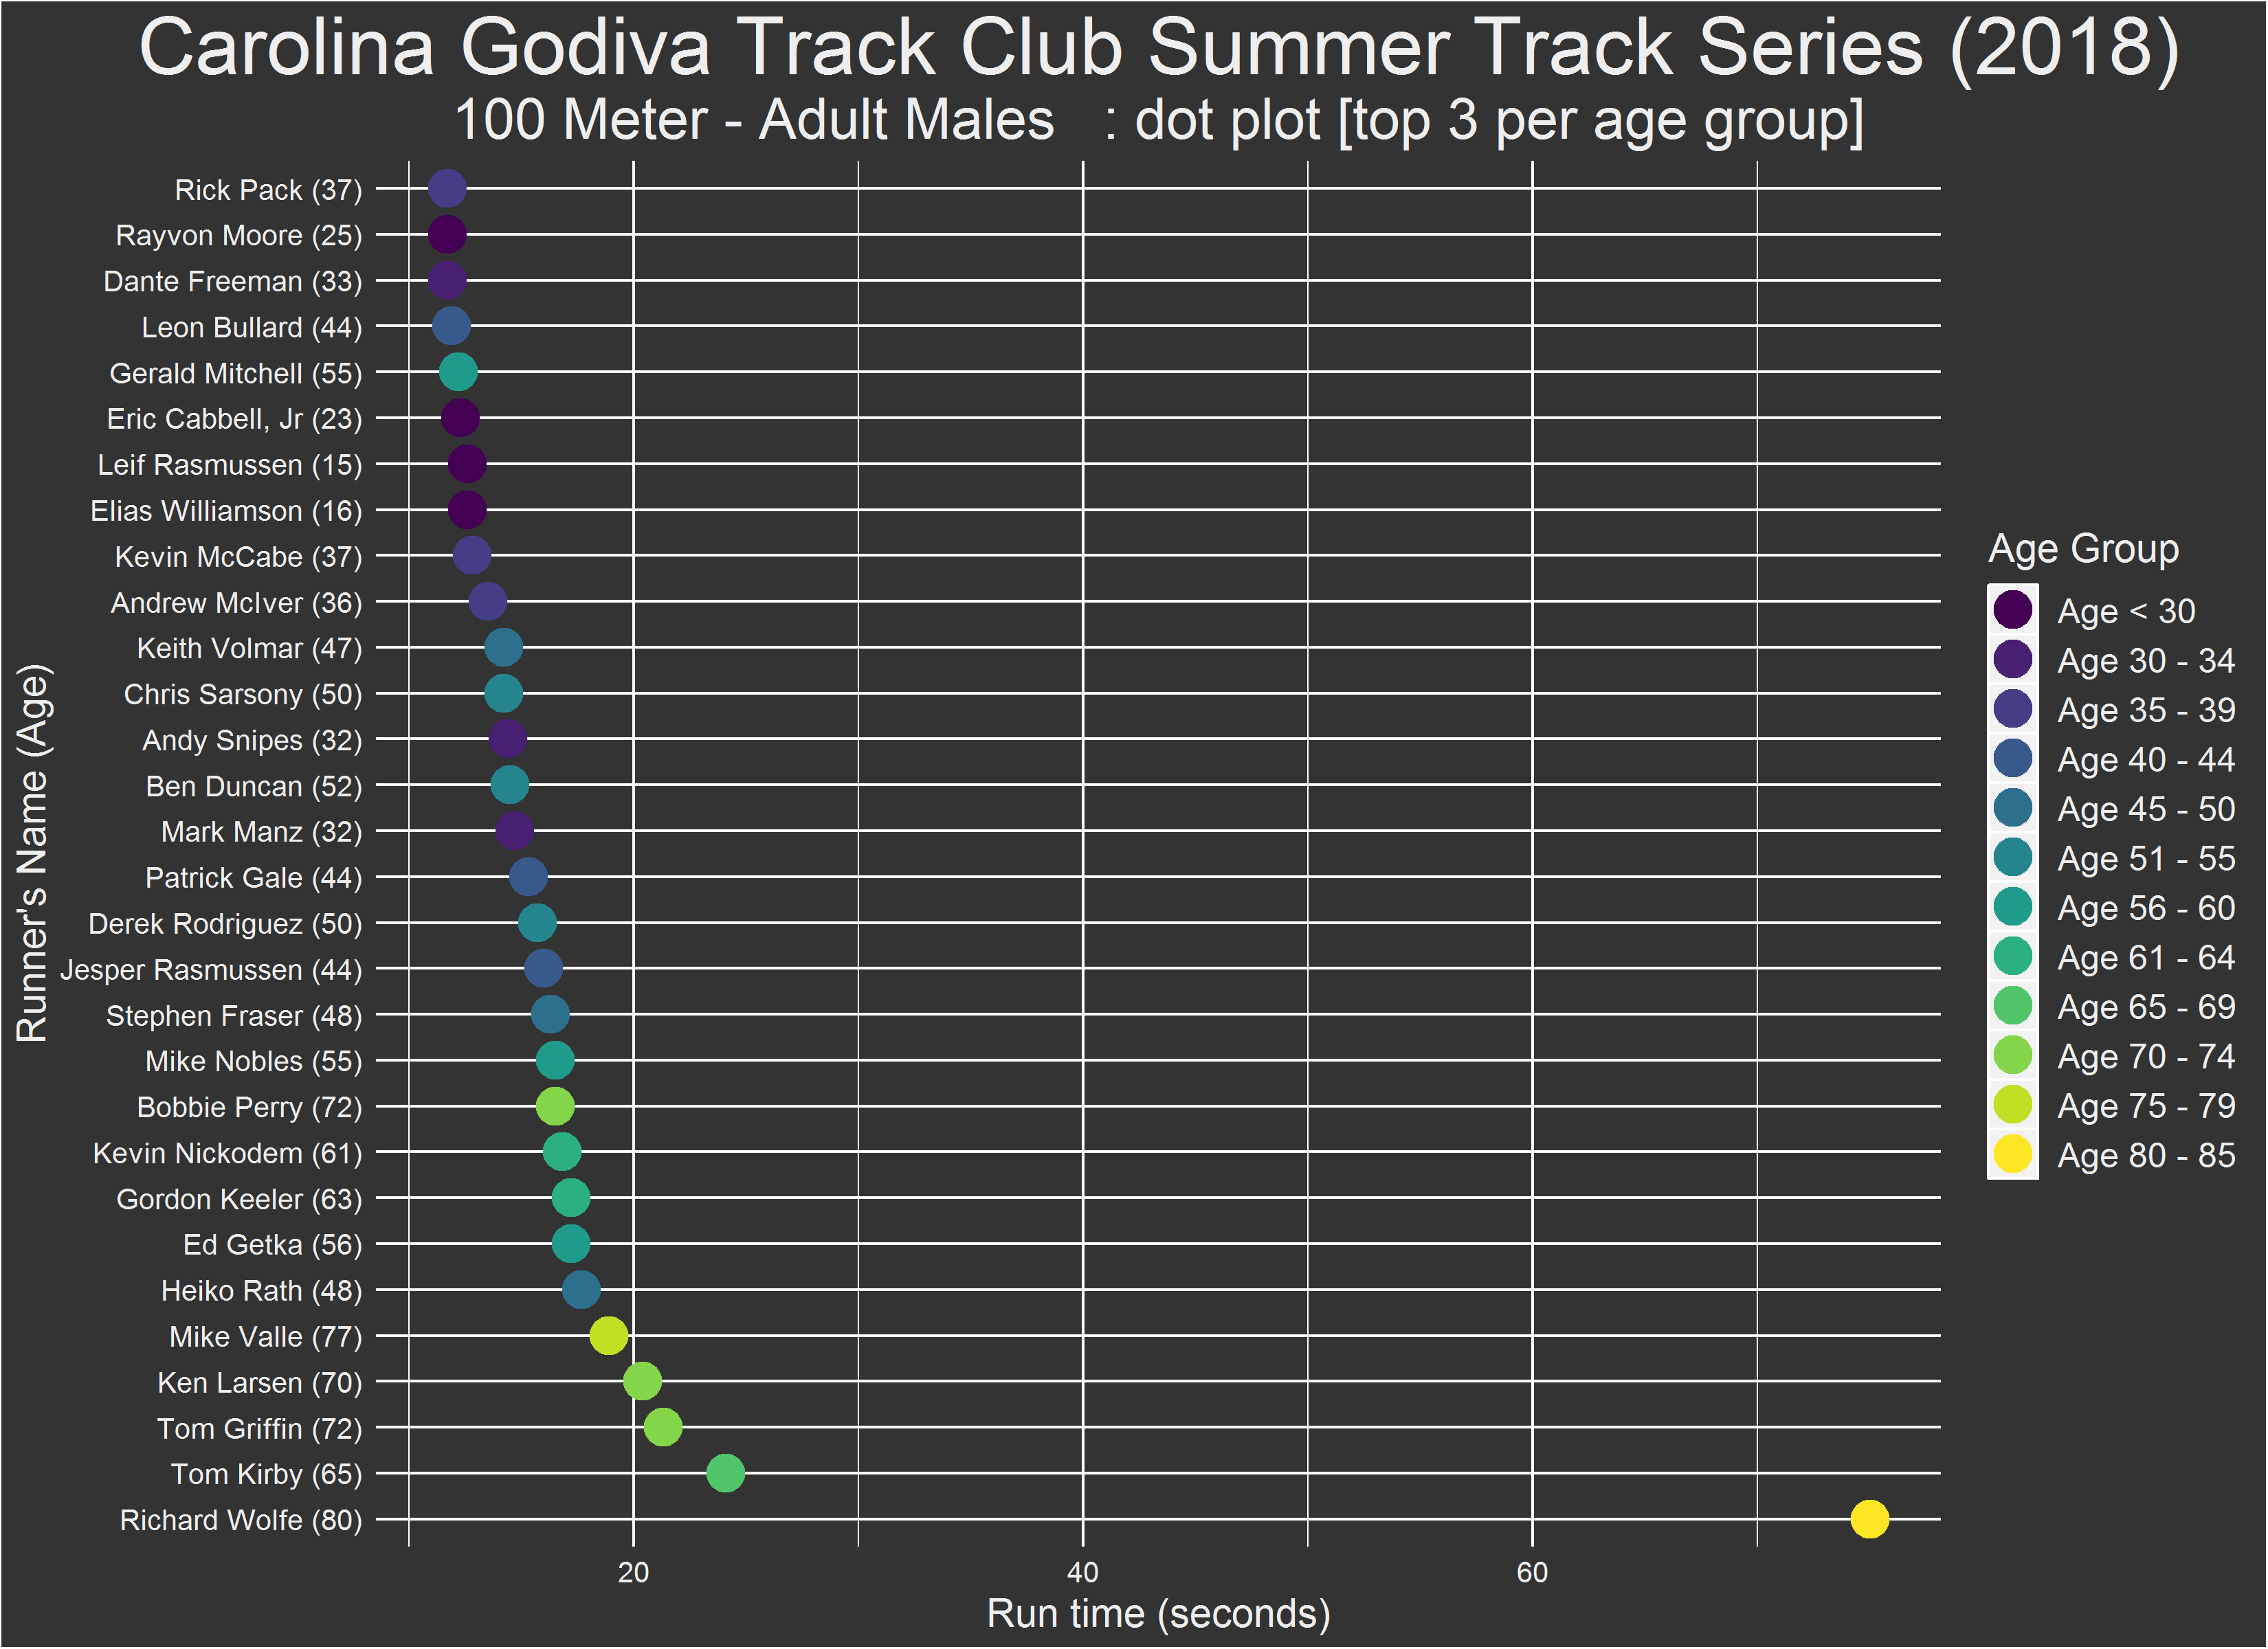 Carolina Godiva Track Club Summer Track Series (2018)
100 Meter - Adult Males   : dot plot [top 3 per age group]
Runner's Name (Age)
Rick Pack (37)
Rayvon Moore (25)
Dante Freeman (33)
Leon Bullard (44)
Gerald Mitchell (55)
Eric Cabbell, Jr (23)
Leif Rasmussen (15)
Elias Williamson (16)
Kevin McCabe (37)
Andrew McIver (36)
Keith Volmar (47)
Chris Sarsony (50)
Andy Snipes (32)
Ben Duncan (52)
Mark Manz (32)
Patrick Gale (44)
Derek Rodriguez (50)
Jesper Rasmussen (44)
Stephen Fraser (48)
Mike Nobles (55)
Bobbie Perry (72)
Kevin Nickodem (61)
Gordon Keeler (63)
Ed Getka (56)
Heiko Rath (48)
Mike Valle (77)
Ken Larsen (70)
Tom Griffin (72)
Tom Kirby (65)
Richard Wolfe (80)
20 40 60
Run time (seconds)
Age Group
Age < 30
Age 30 - 34
Age 35 - 39
Age 40 - 44
Age 45 - 50
Age 51 - 55
Age 56 - 60
Age 61 - 64
Age 65 - 69
Age 70 - 74
Age 75 - 79
Age 80 - 85